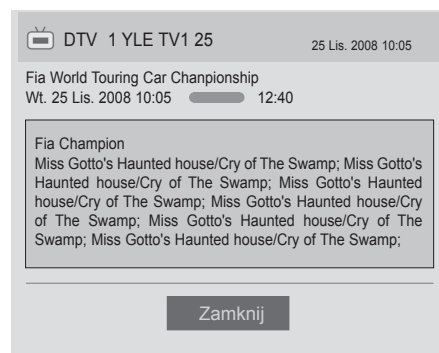 DTV 1 YLE TV1 25 25 Lis. 2008 10:05
Fia World Touring Car Chanpionship
Wt. 25 Lis. 2008 10:05 12:40
Fia Champion
Miss Gotto's Haunted house/Cry of The Swamp; Miss Gotto's
Haunted house/Cry of The Swamp; Miss Gotto's Haunted
house/Cry of The Swamp; Miss Gotto's Haunted house/Cry
of The Swamp; Miss Gotto's Haunted house/Cry of The
Swamp; Miss Gotto's Haunted house/Cry of The Swamp;
Zamknij